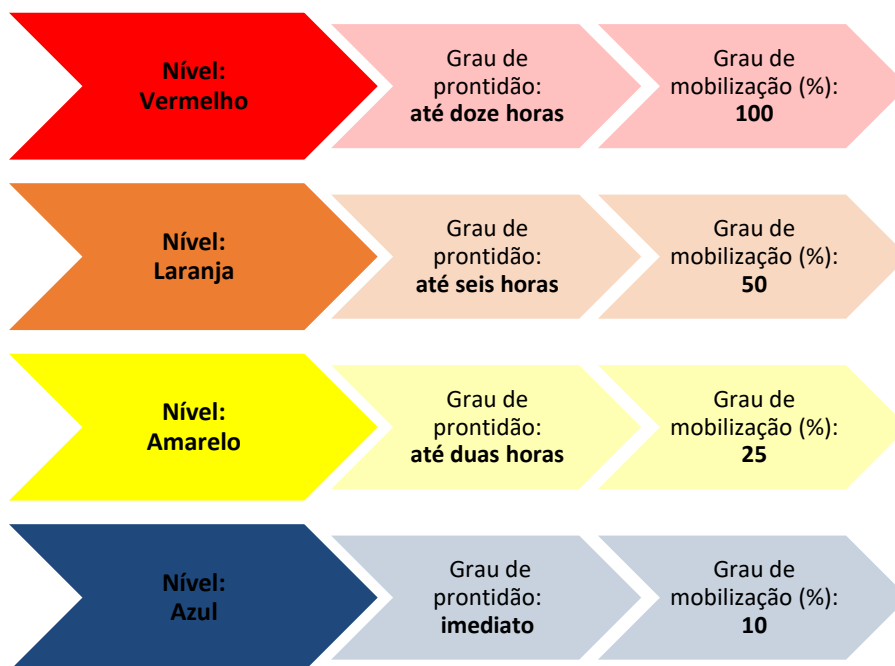 Nível:
Vermelho
Grau de
prontidão:
até doze horas
Grau de
mobilização (%):
100
Nível:
Laranja
Grau de
prontidão:
até seis horas
Grau de
mobilização (%):
50
Nível:
Amarelo
Grau de
prontidão:
até duas horas
Grau de
mobilização (%):
25
Nível:
Azul
Grau de
prontidão:
imediato
Grau de
mobilização (%):
10